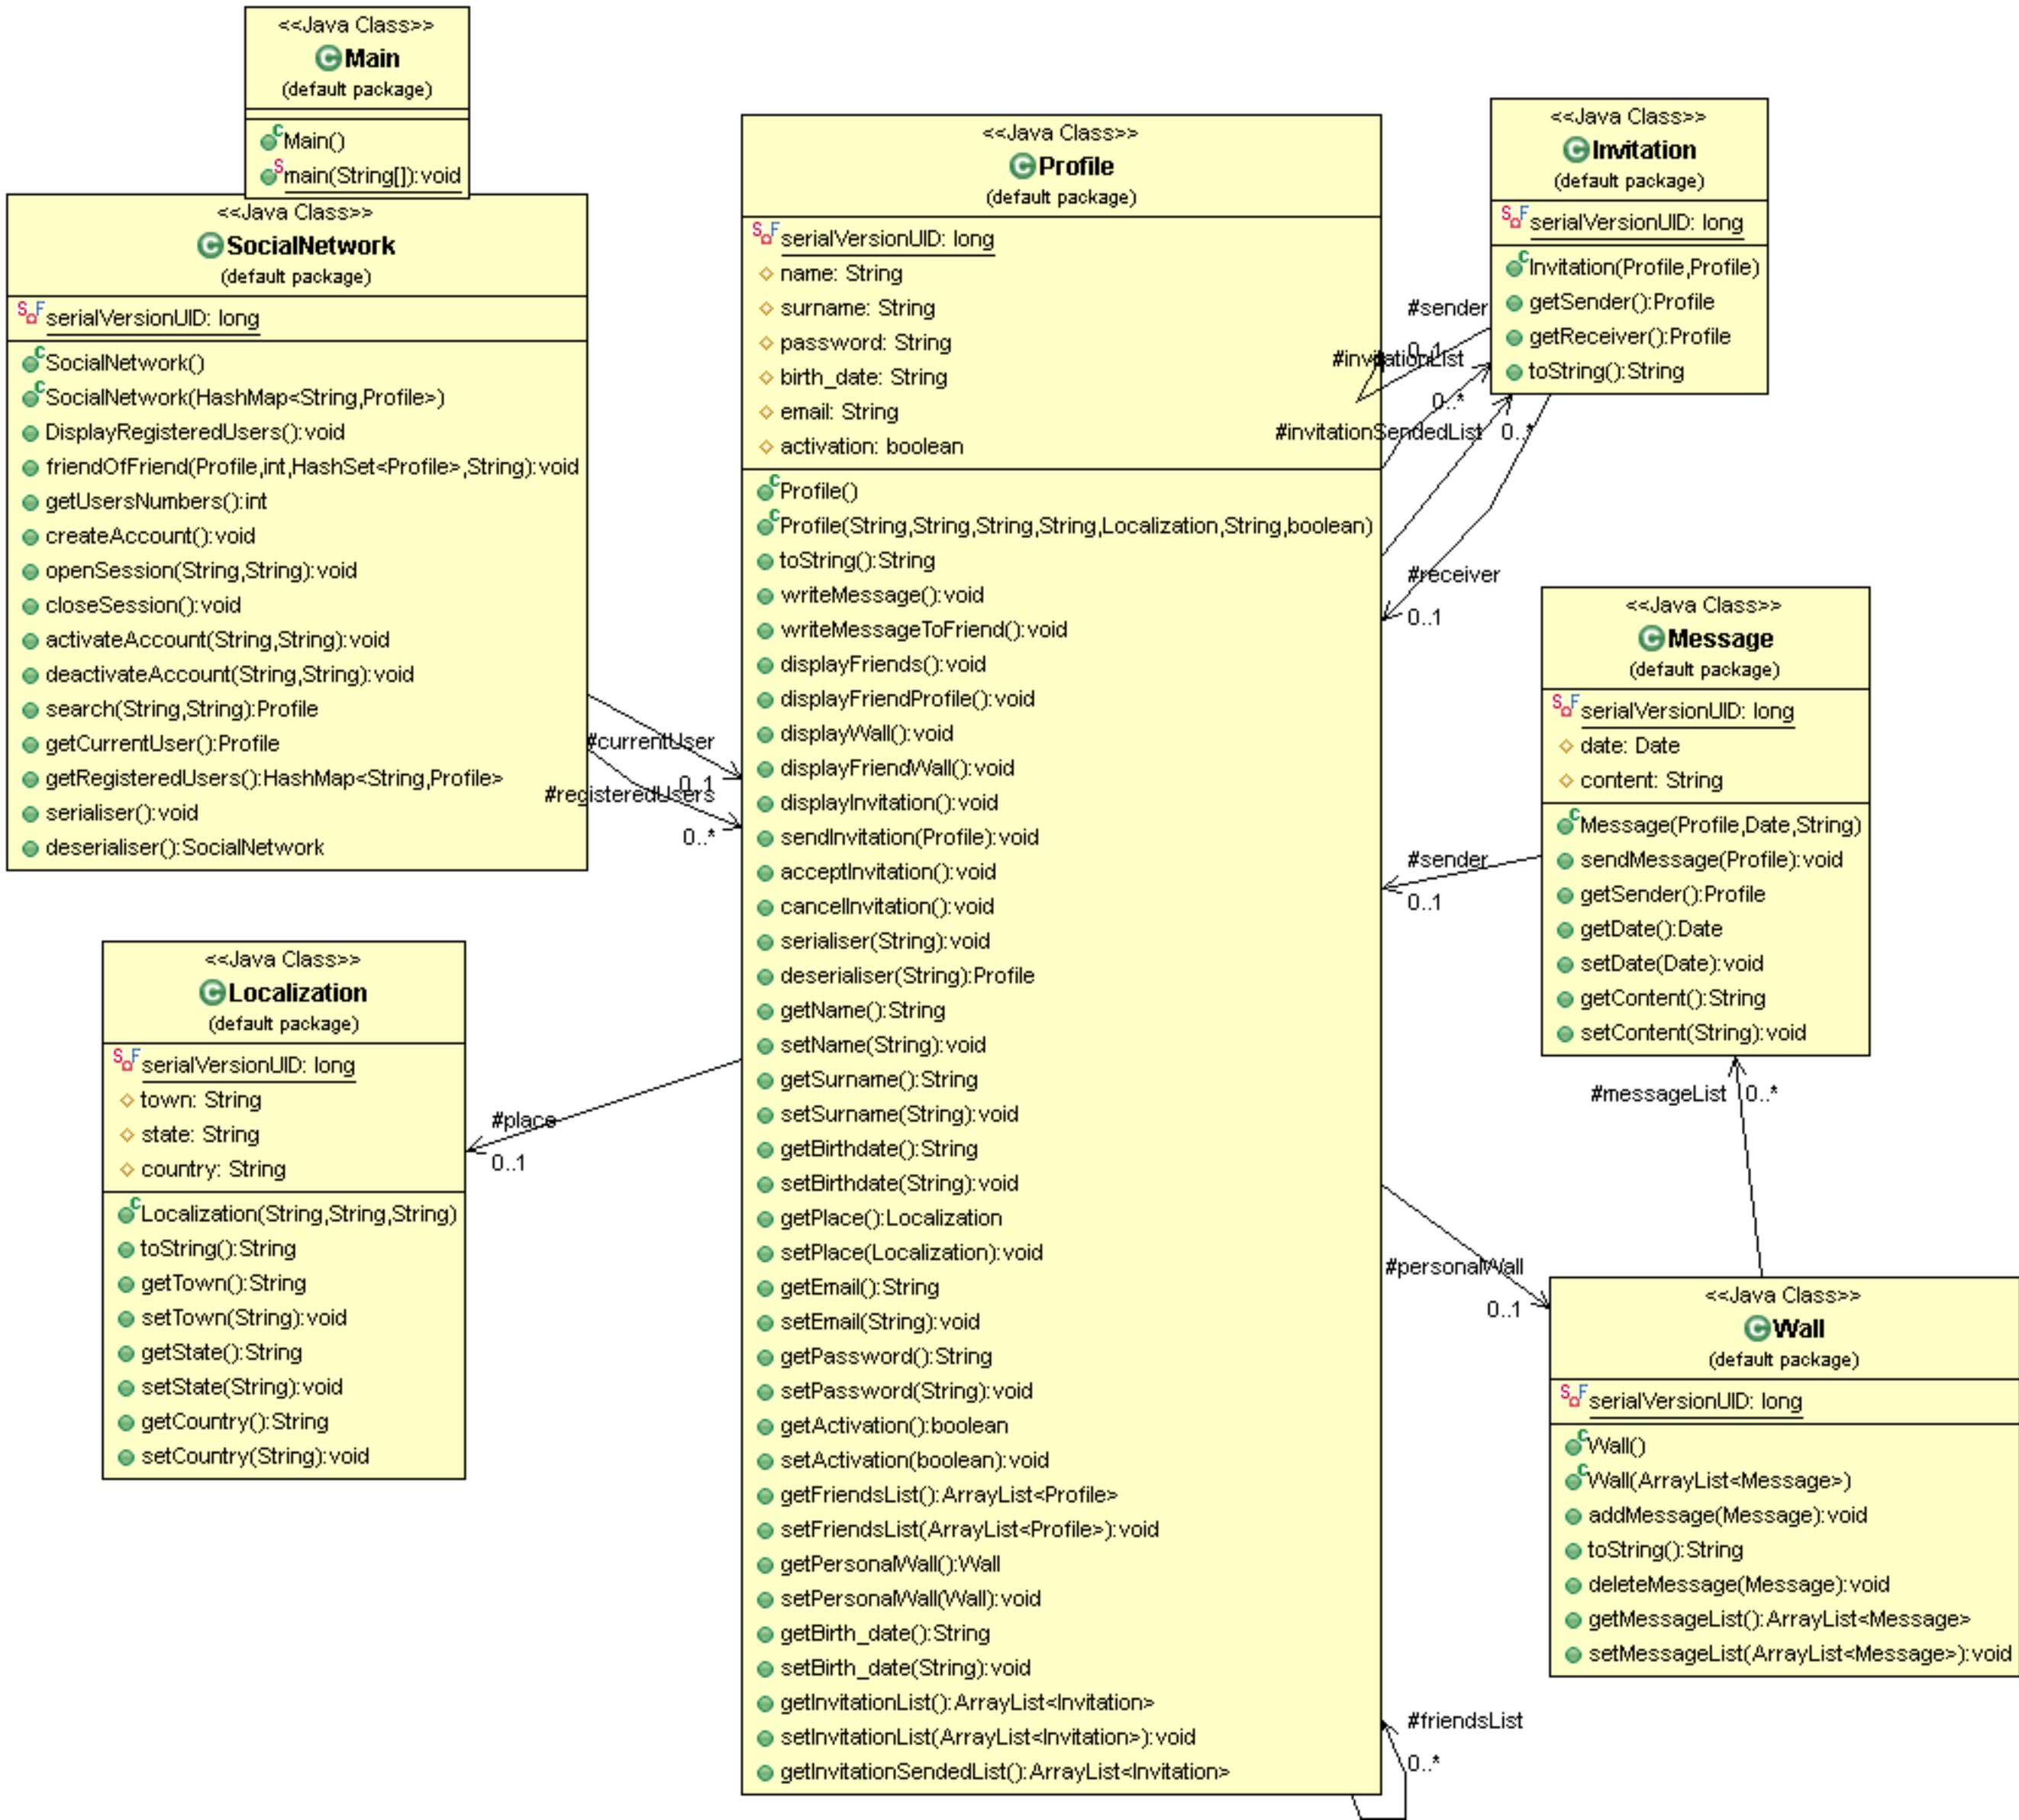 <<Java Class>>
Main
(default package)
Main()
main(String[]):void
<<Java Class>>
SocialNetwork
(default package)
serialVersionUID: long
SocialNetwork()
SocialNetwork(HashMap<String,Profile>)
DisplayRegisteredUsers():void
friendOfFriend(Profile,int,HashSet<Profile>,String):void
getUsersNumbers():int
createAccount():void
openSession(String,String):void
closeSession():void
activateAccount(String,String):void
deactivateAccount(String,String):void
search(String,String):Profile
getCurrentUser():Profile
getRegisteredUsers():HashMap<String,Profile>
serialiser():void
deserialiser():SocialNetwork
#currentUser
0..1
#registeredUsers
0..*
<<Java Class>>
Localization
(default package)
serialVersionUID: long
town: String
state: String
country: String
Localization(String,String,String)
toString():String
getTown():String
setTown(String):void
getState():String
setState(String):void
getCountry():String
setCountry(String):void
#place
0..1
<<Java Class>>
Profile
(default package)
serialVersionUID: long
name: String
surname: String
password: String
birth_date: String
email: String
activation: boolean
Profile()
Profile(String,String,String,String,Localization,String,boolean)
toString():String
writeMessage():void
writeMessageToFriend():void
displayFriends():void
displayFriendProfile():void
displayWall():void
displayFriendWall():void
displayInvitation():void
sendInvitation(Profile):void
acceptInvitation():void
cancelInvitation():void
serialiser(String):void
deserialiser(String):Profile
getName():String
setName(String):void
getSurname():String
setSurname(String):void
getBirthdate():String
setBirthdate(String):void
getPlace():Localization
setPlace(Localization):void
getEmail():String
setEmail(String):void
getPassword():String
setPassword(String):void
getActivation():boolean
setActivation(boolean):void
getFriendsList():ArrayList<Profile>
setFriendsList(ArrayList<Profile>):void
getPersonalWall():Wall
setPersonalWall(Wall):void
getBirth_date():String
setBirth_date(String):void
getInvitationList():ArrayList<Invitation>
setInvitationList(ArrayList<Invitation>):void
getInvitationSendedList():ArrayList<Invitation>
#sender
0..1
#invitationList
0..*
#invitationSendedList
0..*
#receiver
0..1
#sender
0..1
#personalWall
0..1
#friendsList
0..*
<<Java Class>>
Invitation
(default package)
serialVersionUID: long
Invitation(Profile,Profile)
getSender():Profile
getReceiver():Profile
toString():String
<<Java Class>>
Message
(default package)
serialVersionUID: long
date: Date
content: String
Message(Profile,Date,String)
sendMessage(Profile):void
getSender():Profile
getDate():Date
setDate(Date):void
getContent():String
setContent(String):void
#messageList
0..*
<<Java Class>>
Wall
(default package)
serialVersionUID: long
Wall()
Wall(ArrayList<Message>)
addMessage(Message):void
toString():String
deleteMessage(Message):void
getMessageList():ArrayList<Message>
setMessageList(ArrayList<Message>):void